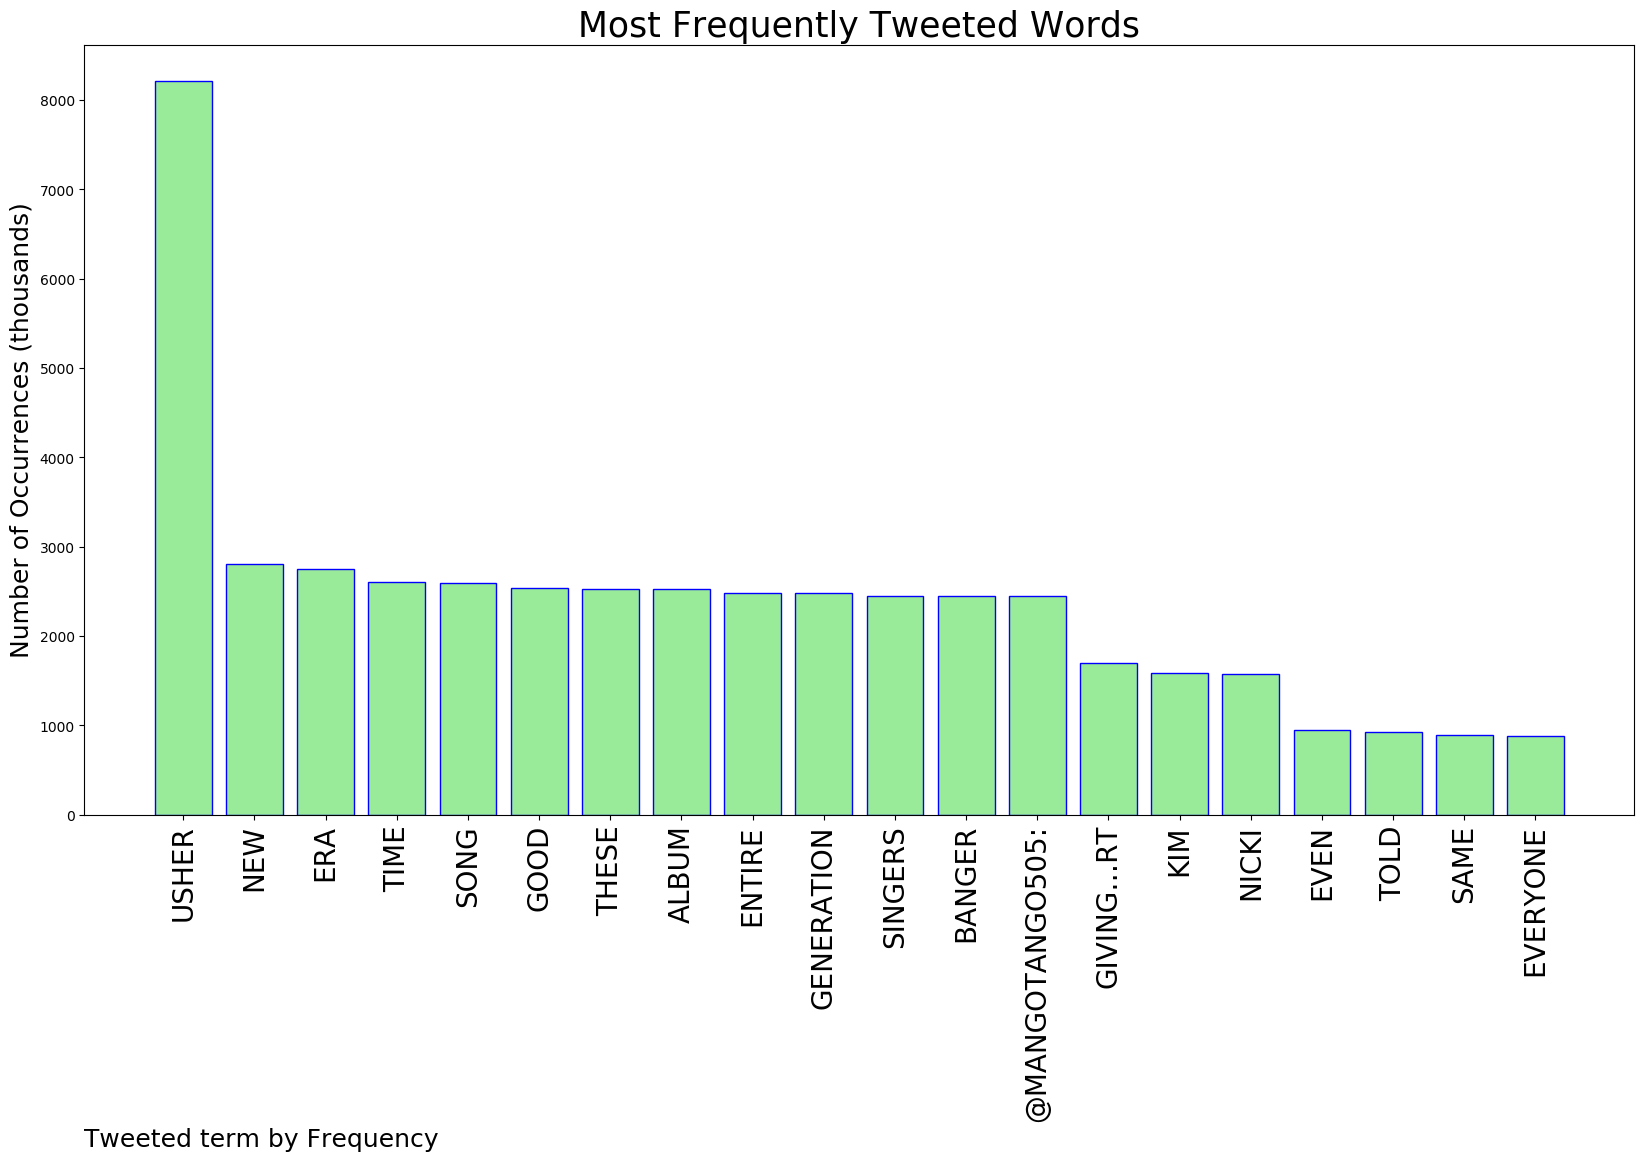 Most Frequently Tweeted Words
Number of Occurrences (thousands)
8000
7000
6000
5000
4000
3000
2000
1000
0
USHER
NEW
ERA
TIME
SONG
GOOD
THESE
ALBUM
ENTIRE
GENERATION
SINGERS
BANGER
@MANGOTANGO505:
GIVING...RT
KIM
NICKI
EVEN
TOLD
SAME
EVERYONE
Tweeted term by Frequency